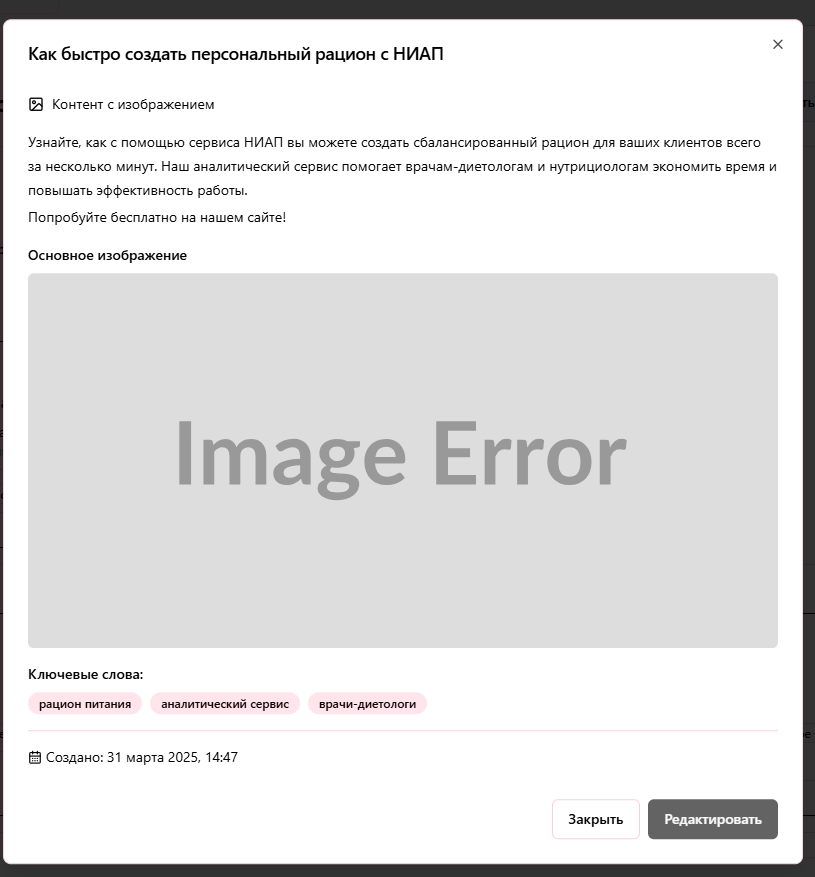 Как быстро создать персональный рацион с НИАП
Контент с изображением
Узнайте, как с помощью сервиса НИАП вы можете создать сбалансированный рацион для ваших клиентов всего
за несколько минут. Наш аналитический сервис помогает врачам-диетологам и нутрициологам экономить время и
повышать эффективность работы.
Попробуйте бесплатно на нашем сайте!
Основное изображение
Image Error
Ключевые слова:
рацион питания аналитический сервис врачи-диетологи
Создано: 31 марта 2025, 14:47
Закрыть Редактировать